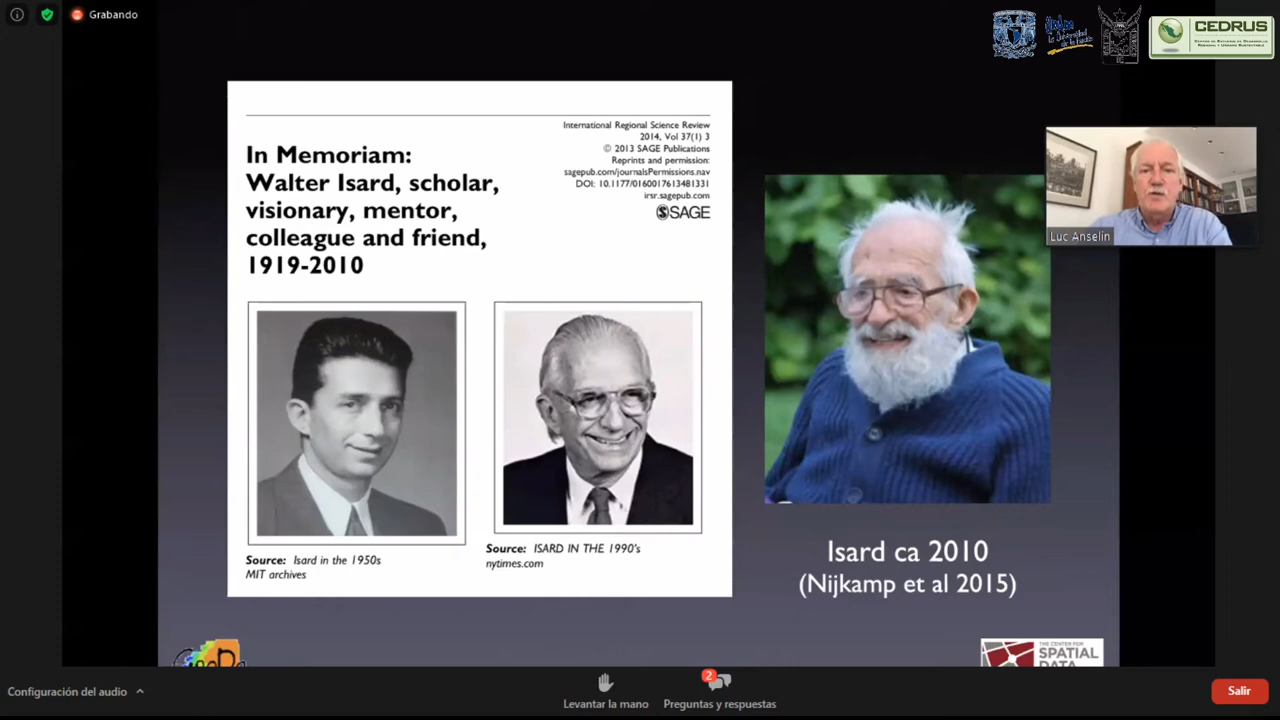 Grabando
CEDRUS
International Regional Science Review
2014, Vol 37(1) 3
© 2013 SAGE Publications
Reprints and permission:
sagepub.com/journalsPermissions.nav
DOI: 10.1177/0160017613481331
irsr.sagepub.com
SSAGE
In Memoriam:
Walter Isard, scholar,
visionary, mentor,
colleague and friend,
1919-2010
Luc Anselin
Source: Isard in the 1950s
MIT archives
Source: ISARD IN THE 1990's
nytimes.com
Isard ca 2010
(Nijkamp et al 2015)
THE CENTER FOR
SPATIAL
DATA
Configuración del audio
Levantar la mano
2
Preguntas y respuestas
Salir